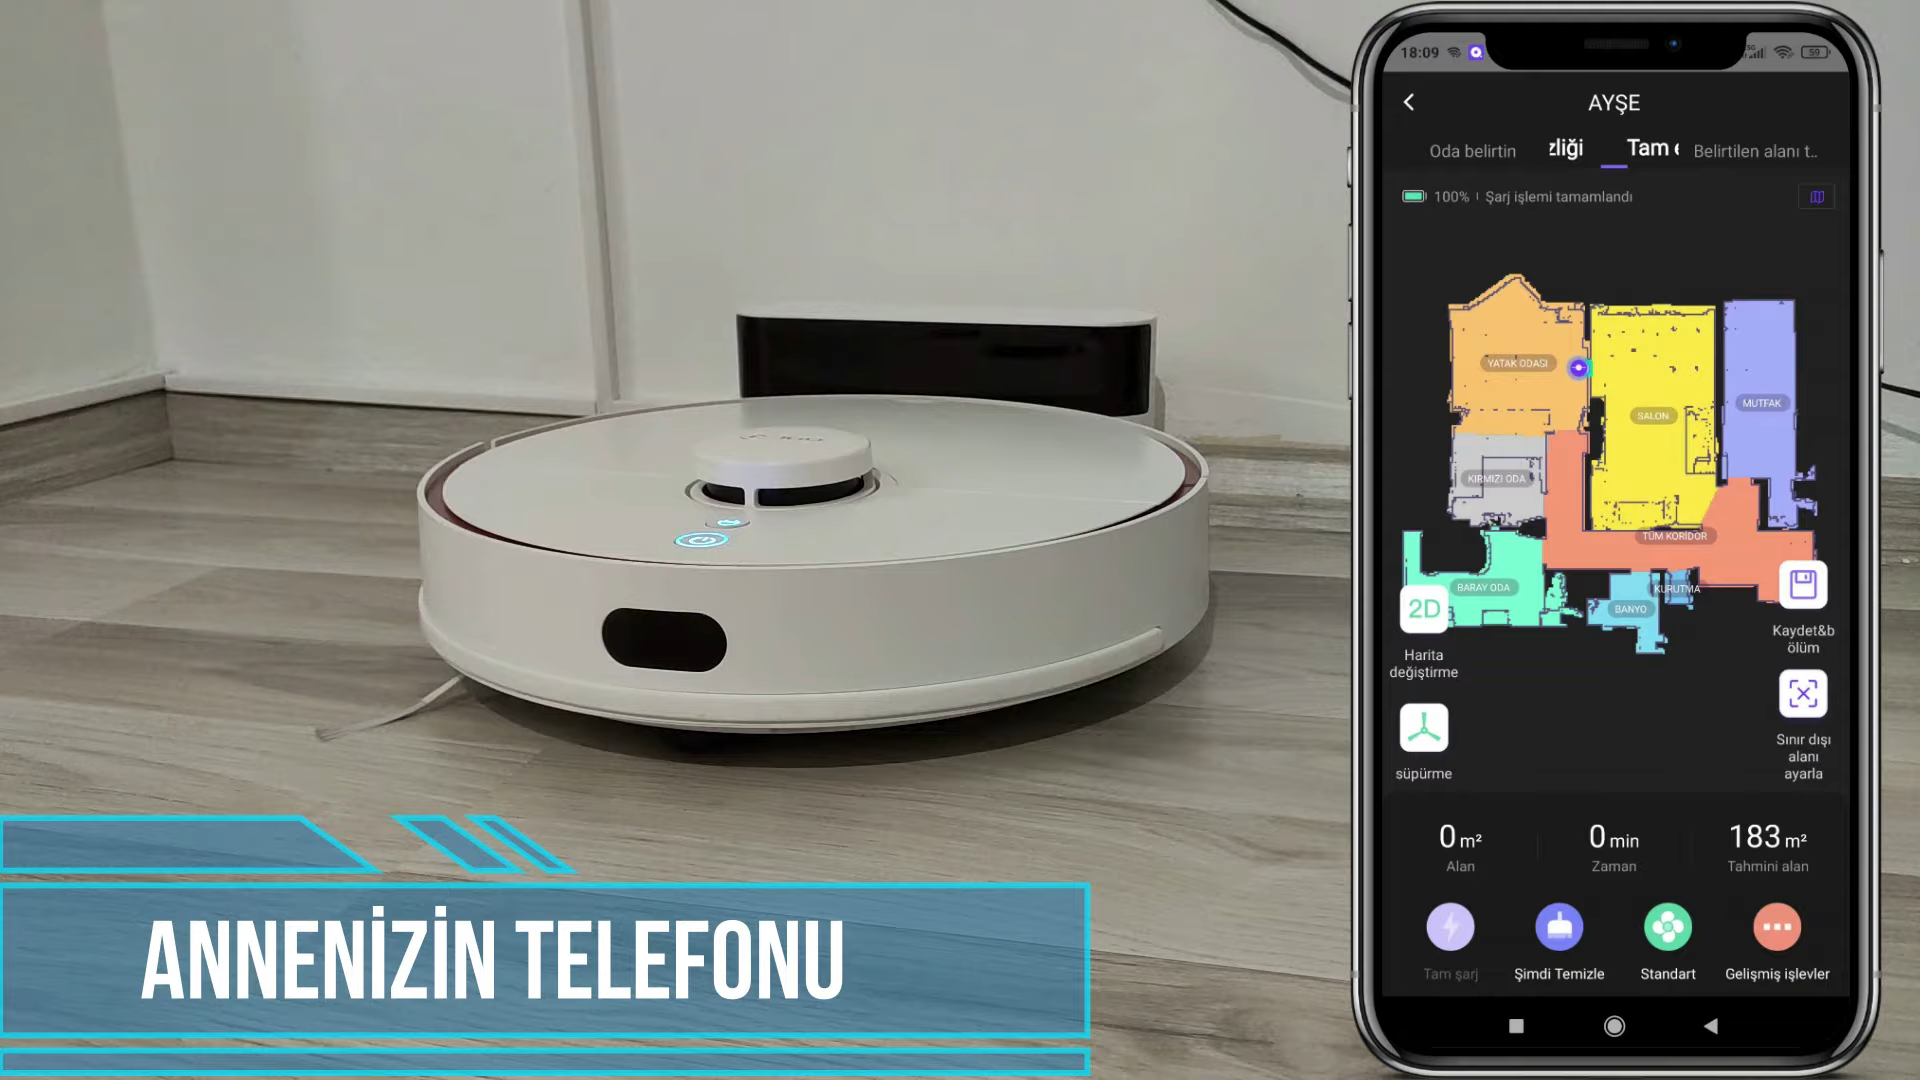 18:09
59
AYŞE
Oda belirtin
zliği
Tam e
Belirtilen alanı t..
100% | Şarj işlemi tamamlandı
YATAK ODASI
SALON
MUTFAK
KIRMIZI ODA
TÜM KORİDOR
BARAY ODA
KURUTMA
BANYO
2D
Harita
değiştirme
Kaydet&b
ölüm
süpürme
Sınır dışı
alanı
ayarla
0 m²
Alan
0 min
Zaman
183 m²
Tahmini alan
Tam şarj
Şimdi Temizle
Standart
Gelişmiş işlevler
ANNENİZİN TELEFONU